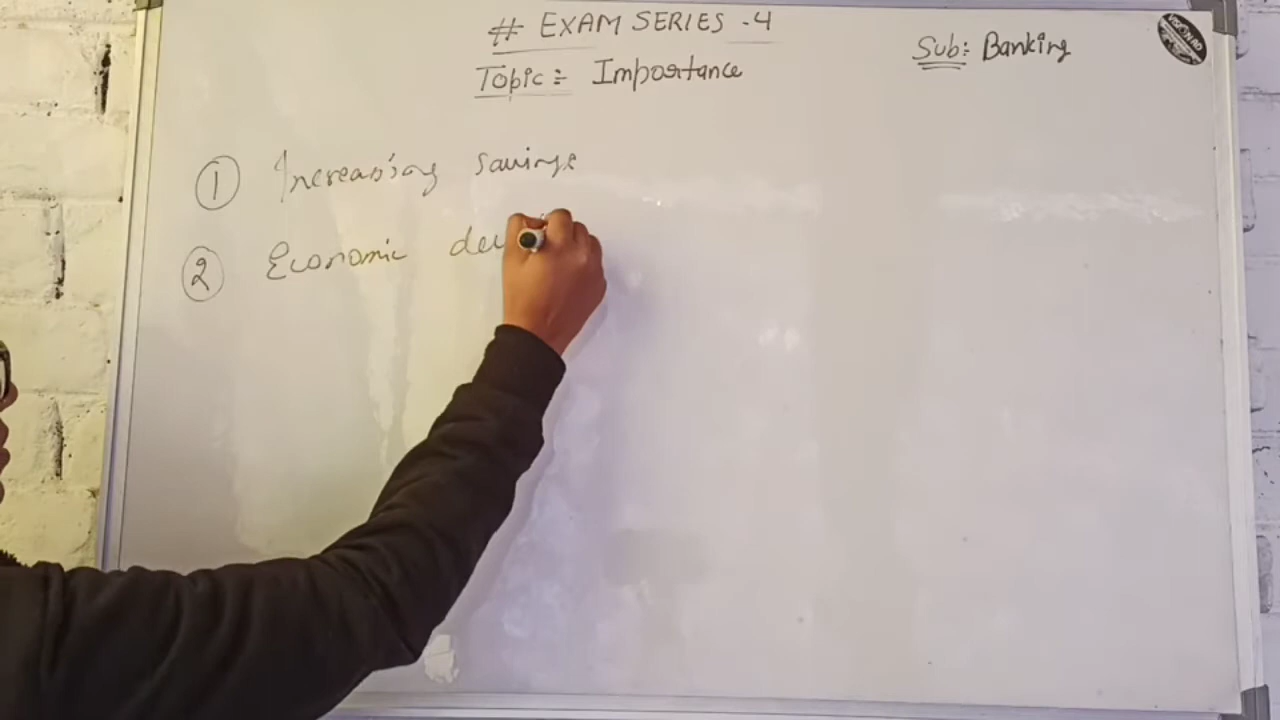 # EXAM SERIES - 4
Sub:- Banking
Topic:- Importance
① Increasing savings
② Economic dev